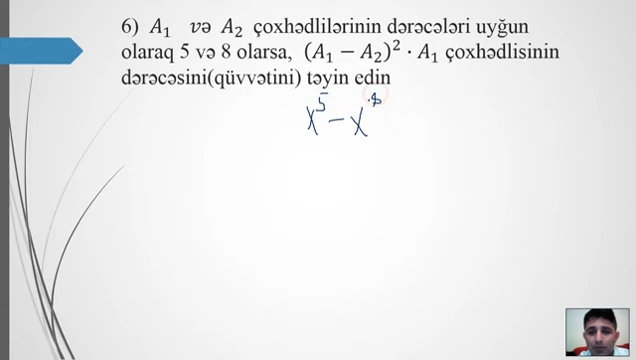 6) A₁ və A₂ çoxhədlilərinin dərəcələri uyğun
olaraq 5 və 8 olarsa, (A₁ − A₂)² · A₁ çoxhədlisinin
dərəcəsini(qüvvətini) təyin edin
x⁵ − x⁸